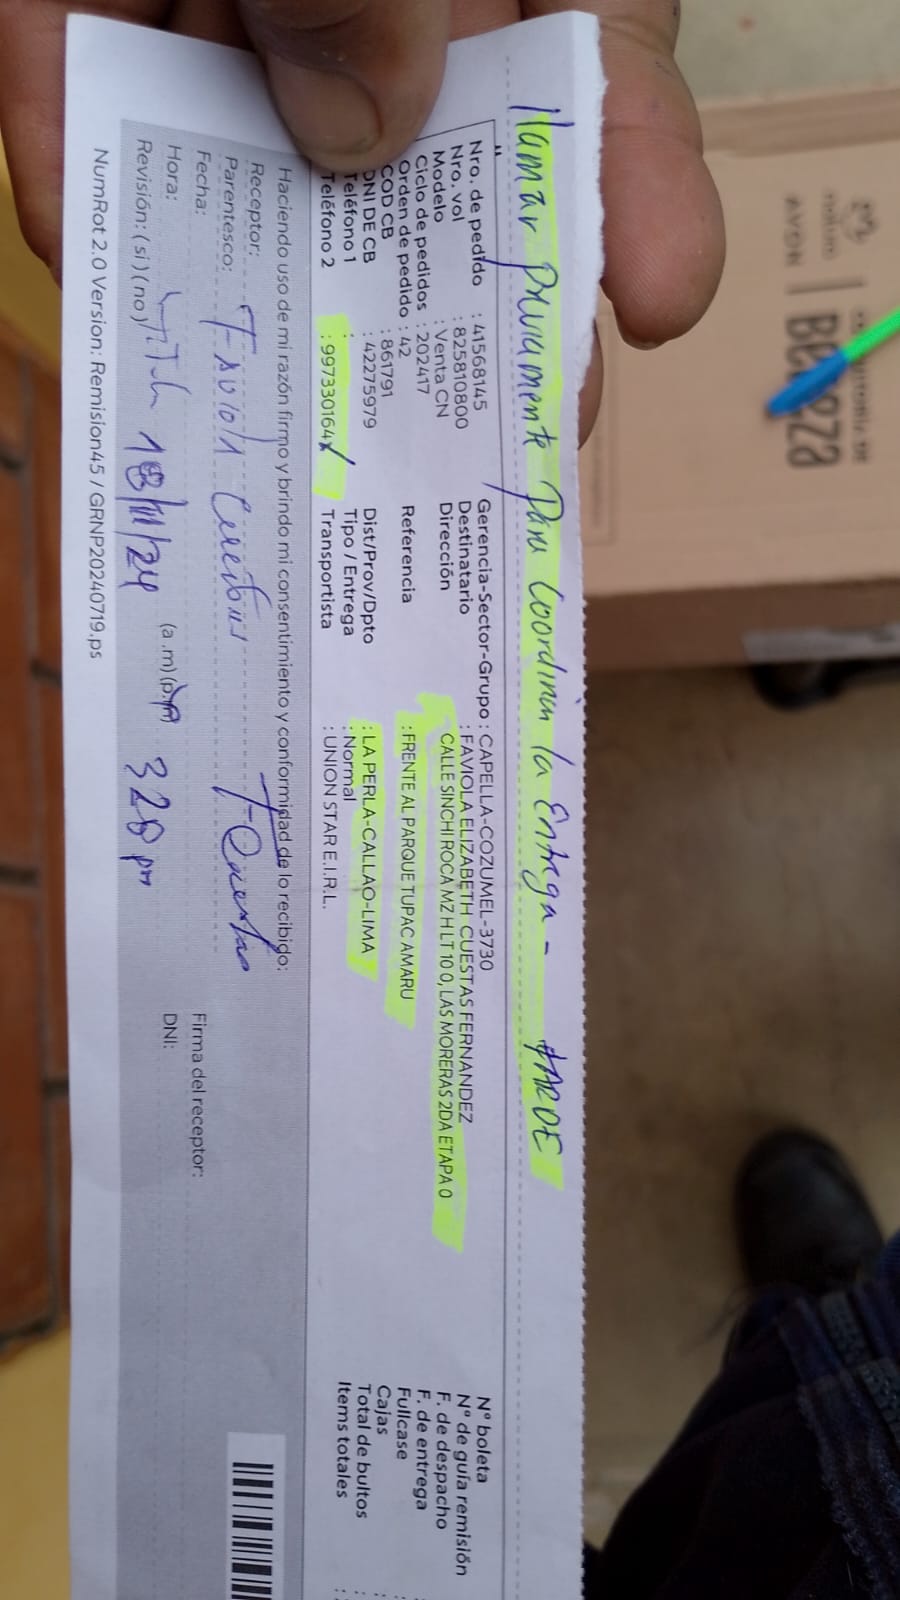 llamar previamente para coordinar la Entrega - TARDE
Nro. de pedido : 41568145
Nro. vol : 825810800
Modelo : Venta CN
Ciclo de pedidos : 202417
Orden de pedido : 42
COD CB : 861791
DNI DE CB : 42275979
Teléfono 1 :
Teléfono 2 : 997330164
Gerencia-Sector-Grupo : CAPELLA-COZUMEL-3730
Destinatario : FAVIOLA ELIZABETH CUESTAS FERNANDEZ
Dirección CALLE SINCHI ROCA MZ H LT 10 0, LAS MORERAS 2DA ETAPA 0
Referencia : FRENTE AL PARQUE TUPAC AMARU
Dist/Prov/Dpto : LA PERLA-CALLAO-LIMA
Tipo / Entrega : Normal
Transportista : UNION STAR E.I.R.L.
N° boleta
N° de guía remisión
F. de despacho
F. de entrega
Fullcase :
Cajas :
Total de bultos :
Items totales :
Haciendo uso de mi razón firmo y brindo mi consentimiento y conformidad de lo recibido:
Receptor:
Parentesco:
Fecha: 18/11/24
Hora: (a.m) (p.m) 3 20 pm
Revisión: (si) (no)
Firma del receptor:
DNI:
NumRot 2.0 Version: Remision45 / GRNP20240719.ps
natura
AVON